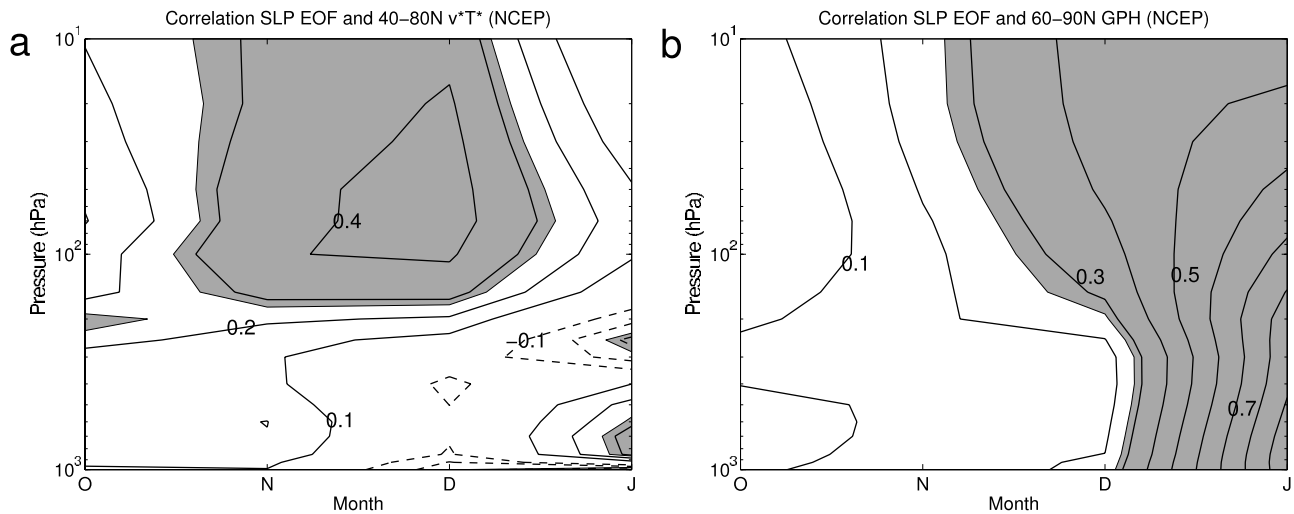 a
Correlation SLP EOF and 40−80N v*T* (NCEP)
10¹
10²
10³
Pressure (hPa)
0.4
0.2
−0.1
0.1
O N D J
Month
b
Correlation SLP EOF and 60−90N GPH (NCEP)
10¹
10²
10³
Pressure (hPa)
0.1
0.3
0.5
0.7
O N D J
Month